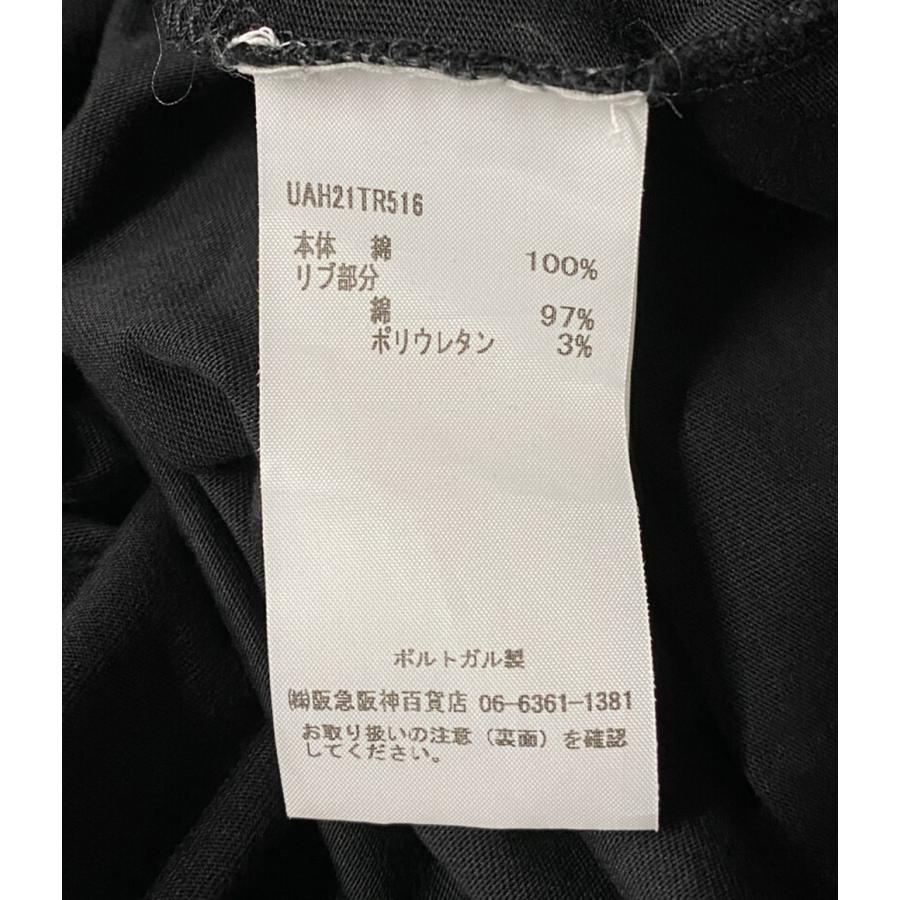 UAH21TR516
本体 綿 100%
リブ部分
綿 97%
ポリウレタン 3%
ポルトガル製
㈱阪急阪神百貨店 06-6361-1381
お取り扱いの注意（裏面）を確認
してください。